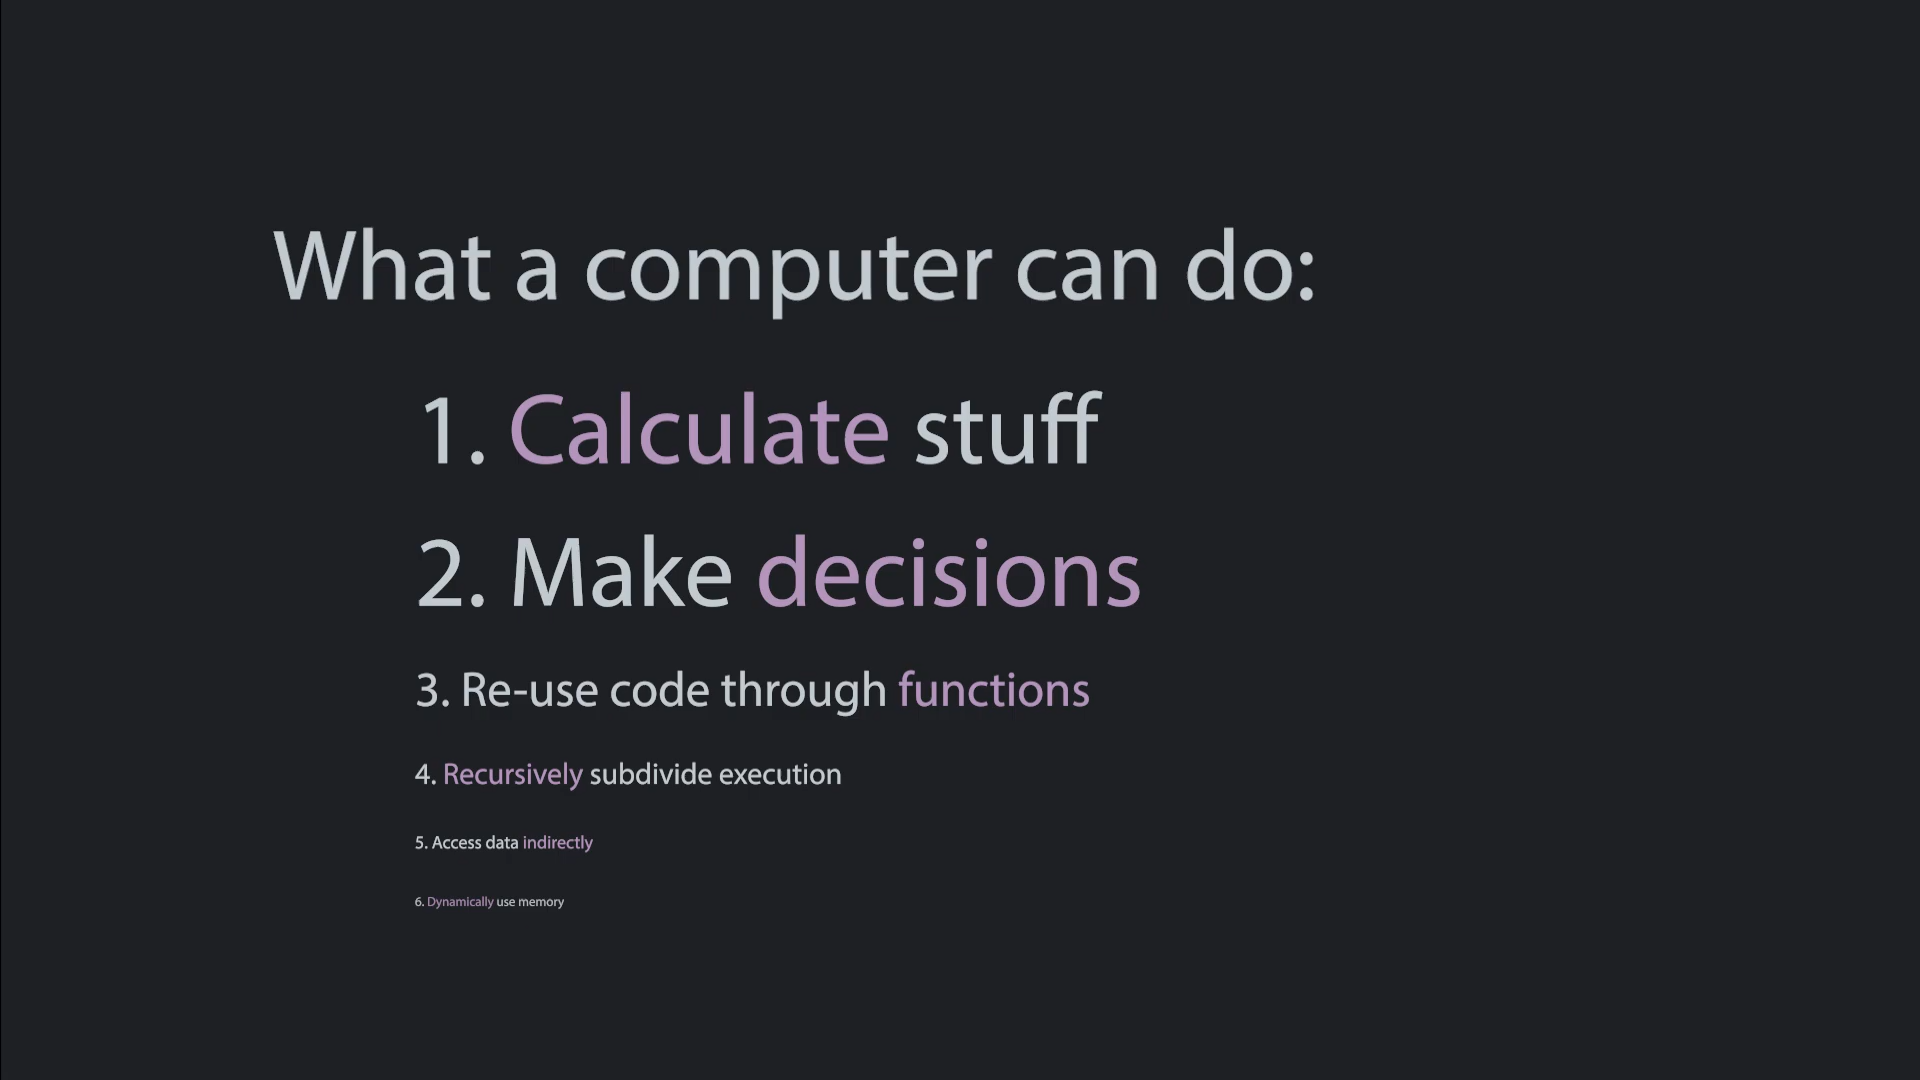 What a computer can do:
1. Calculate stuff
2. Make decisions
3. Re-use code through functions
4. Recursively subdivide execution
5. Access data indirectly
6. Dynamically use memory